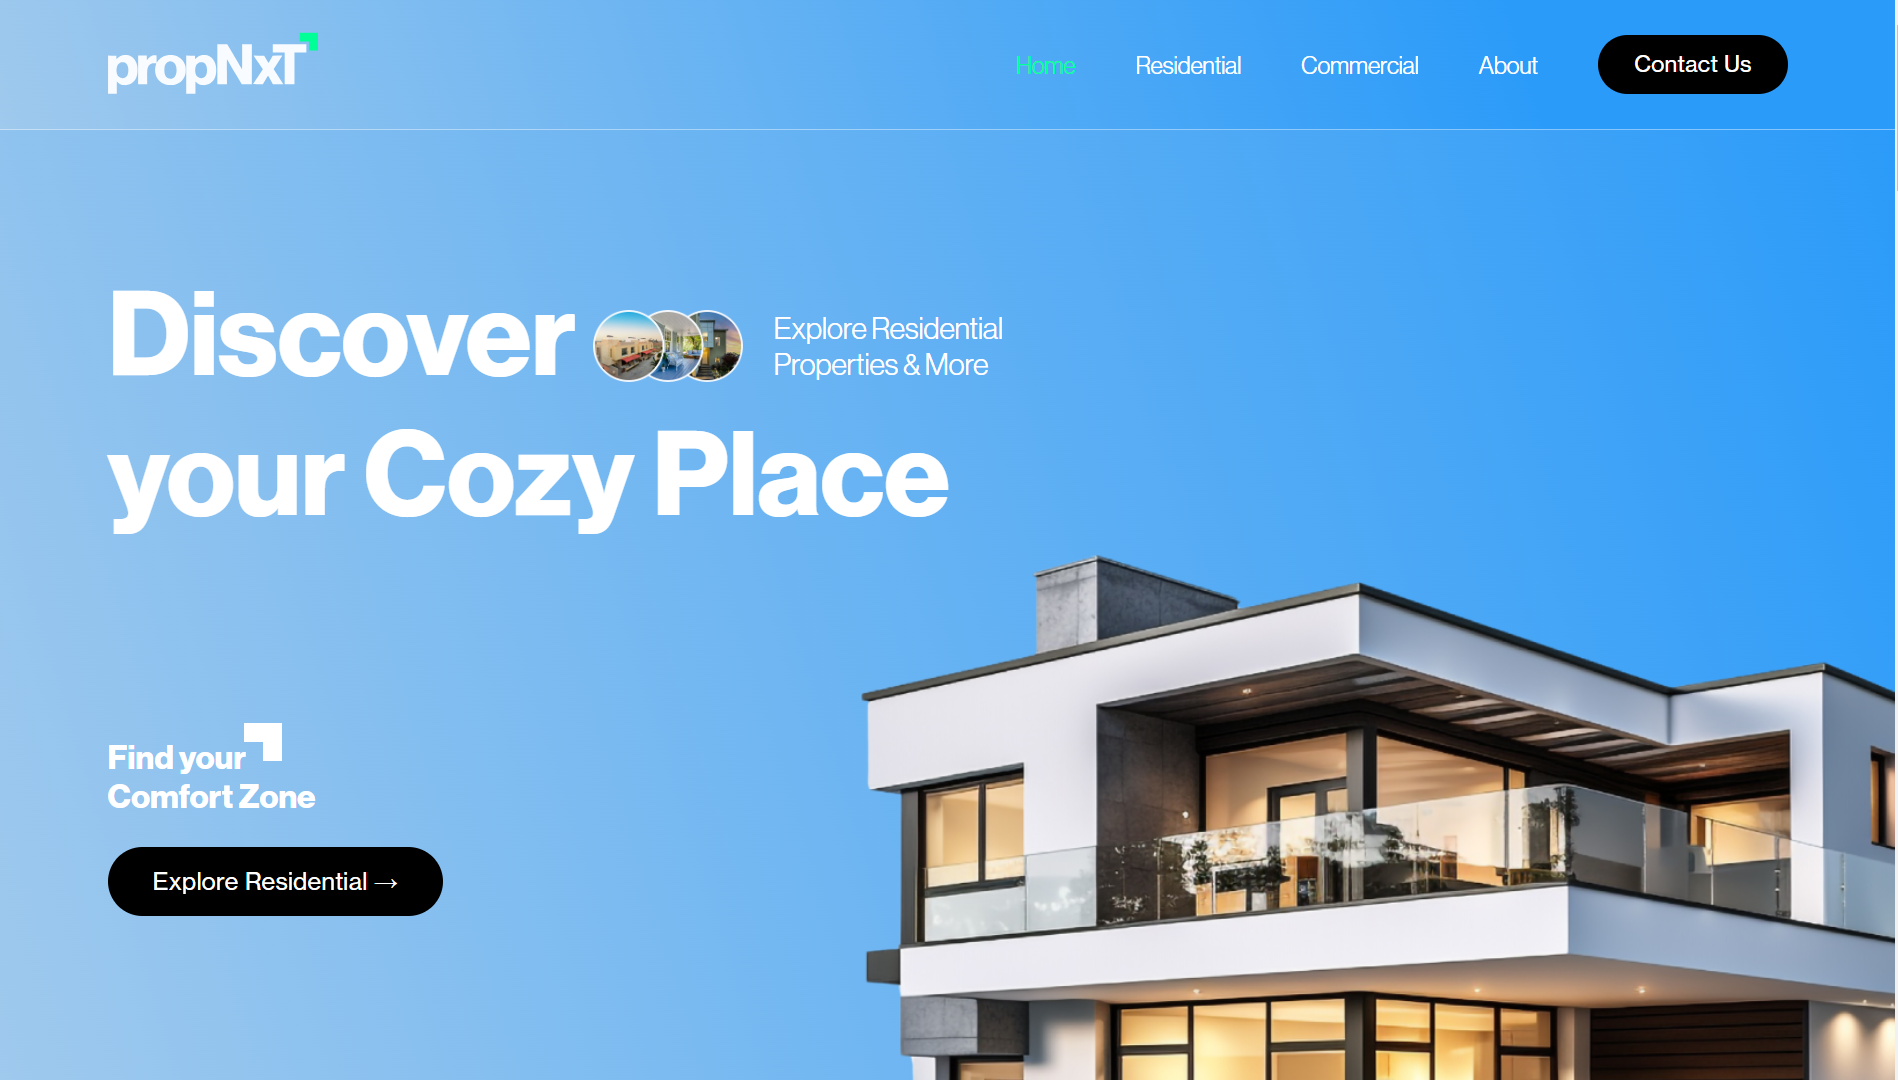 propNxT
Home
Residential
Commercial
About
Contact Us
Discover
Explore Residential
Properties & More
your Cozy Place
Find your
Comfort Zone
Explore Residential →